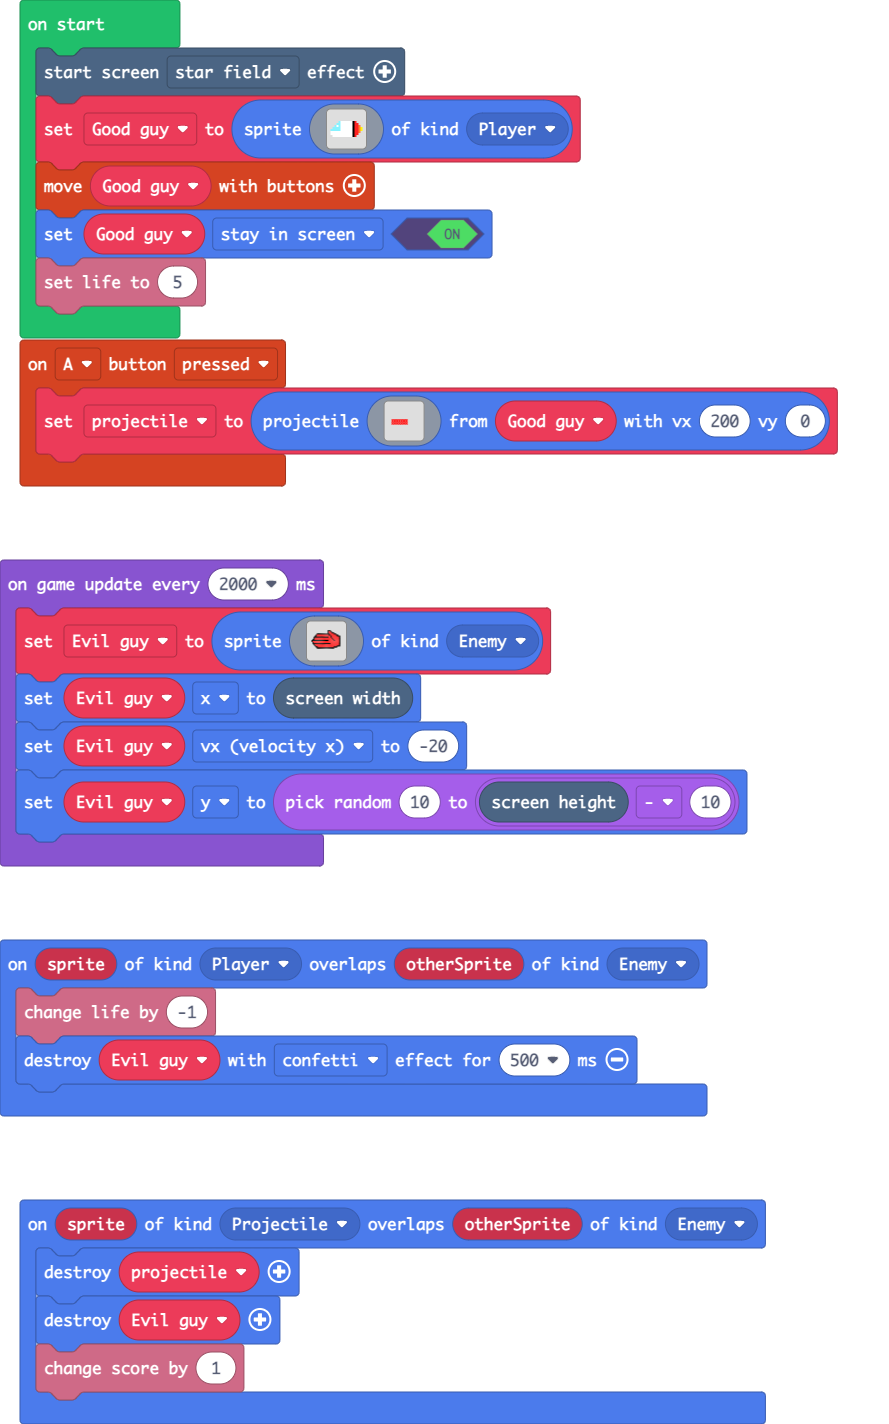 on start
start screen star field effect
set Good guy to sprite of kind Player
move Good guy with buttons
set Good guy stay in screen ON
set life to 5
on A button pressed
set projectile to projectile from Good guy with vx 200 vy 0
on game update every 2000 ms
set Evil guy to sprite of kind Enemy
set Evil guy x to screen width
set Evil guy vx (velocity x) to -20
set Evil guy y to pick random 10 to screen height - 10
on sprite of kind Player overlaps otherSprite of kind Enemy
change life by -1
destroy Evil guy with confetti effect for 500 ms
on sprite of kind Projectile overlaps otherSprite of kind Enemy
destroy projectile
destroy Evil guy
change score by 1